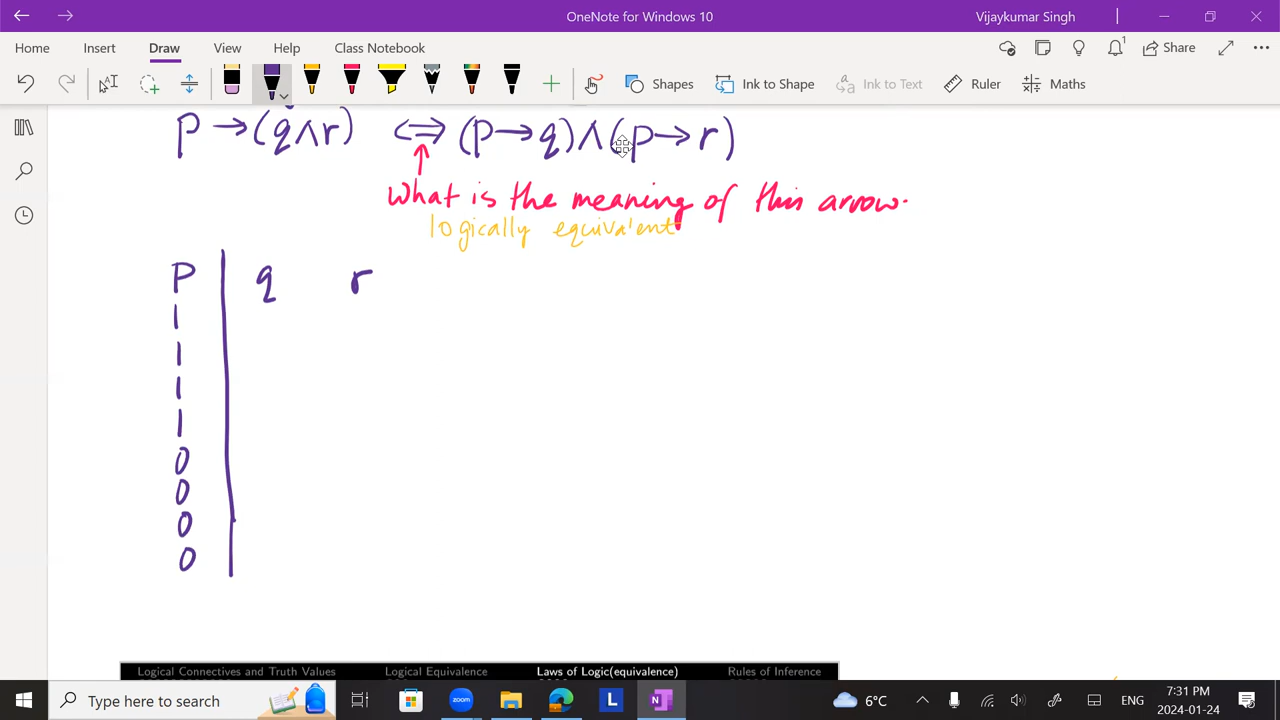 OneNote for Windows 10
Vijaykumar Singh
Home Insert Draw View Help Class Notebook Share
Shapes Ink to Shape Ink to Text Ruler Maths
p → (q ∧ r) ⇔ (p → q) ∧ (p → r)
What is the meaning of this arrow.
logically equivalent
P q r
1
1
1
1
0
0
0
0
Logical Connectives and Truth Values Logical Equivalence Laws of Logic(equivalence) Rules of Inference
Type here to search
zoom
L
N
6°C
ENG
7:31 PM
2024-01-24